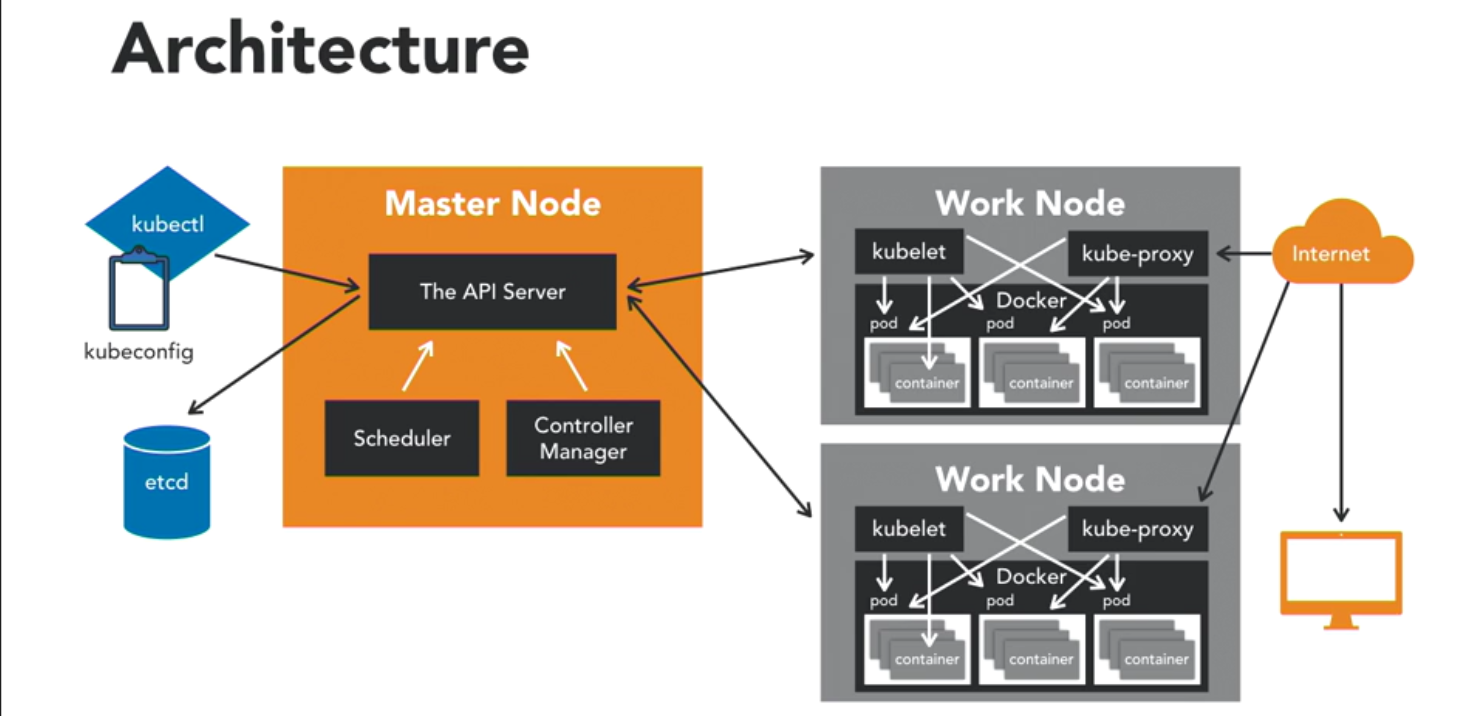 Architecture
kubectl
kubeconfig
etcd
Master Node
The API Server
Scheduler
Controller
Manager
Work Node
kubelet
kube-proxy
Docker
pod
pod
pod
container
container
container
Work Node
kubelet
kube-proxy
Docker
pod
pod
pod
container
container
container
Internet